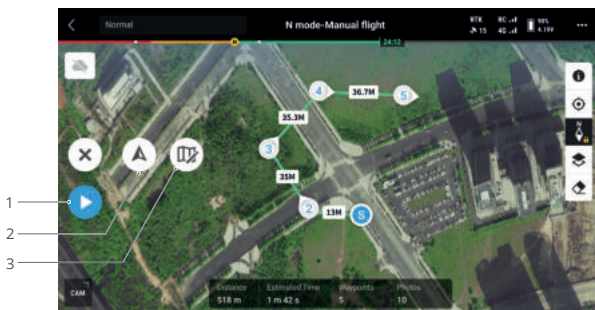 Normal
N mode-Manual flight
RTK
15
RC
4G
98%
4.19V
24:12
N
4
36.7M
5
35.3M
3
35M
2
13M
S
1
2
3
CAM
Distance
518 m
Estimated Time
1 m 42 s
Waypoints
5
Photos
10